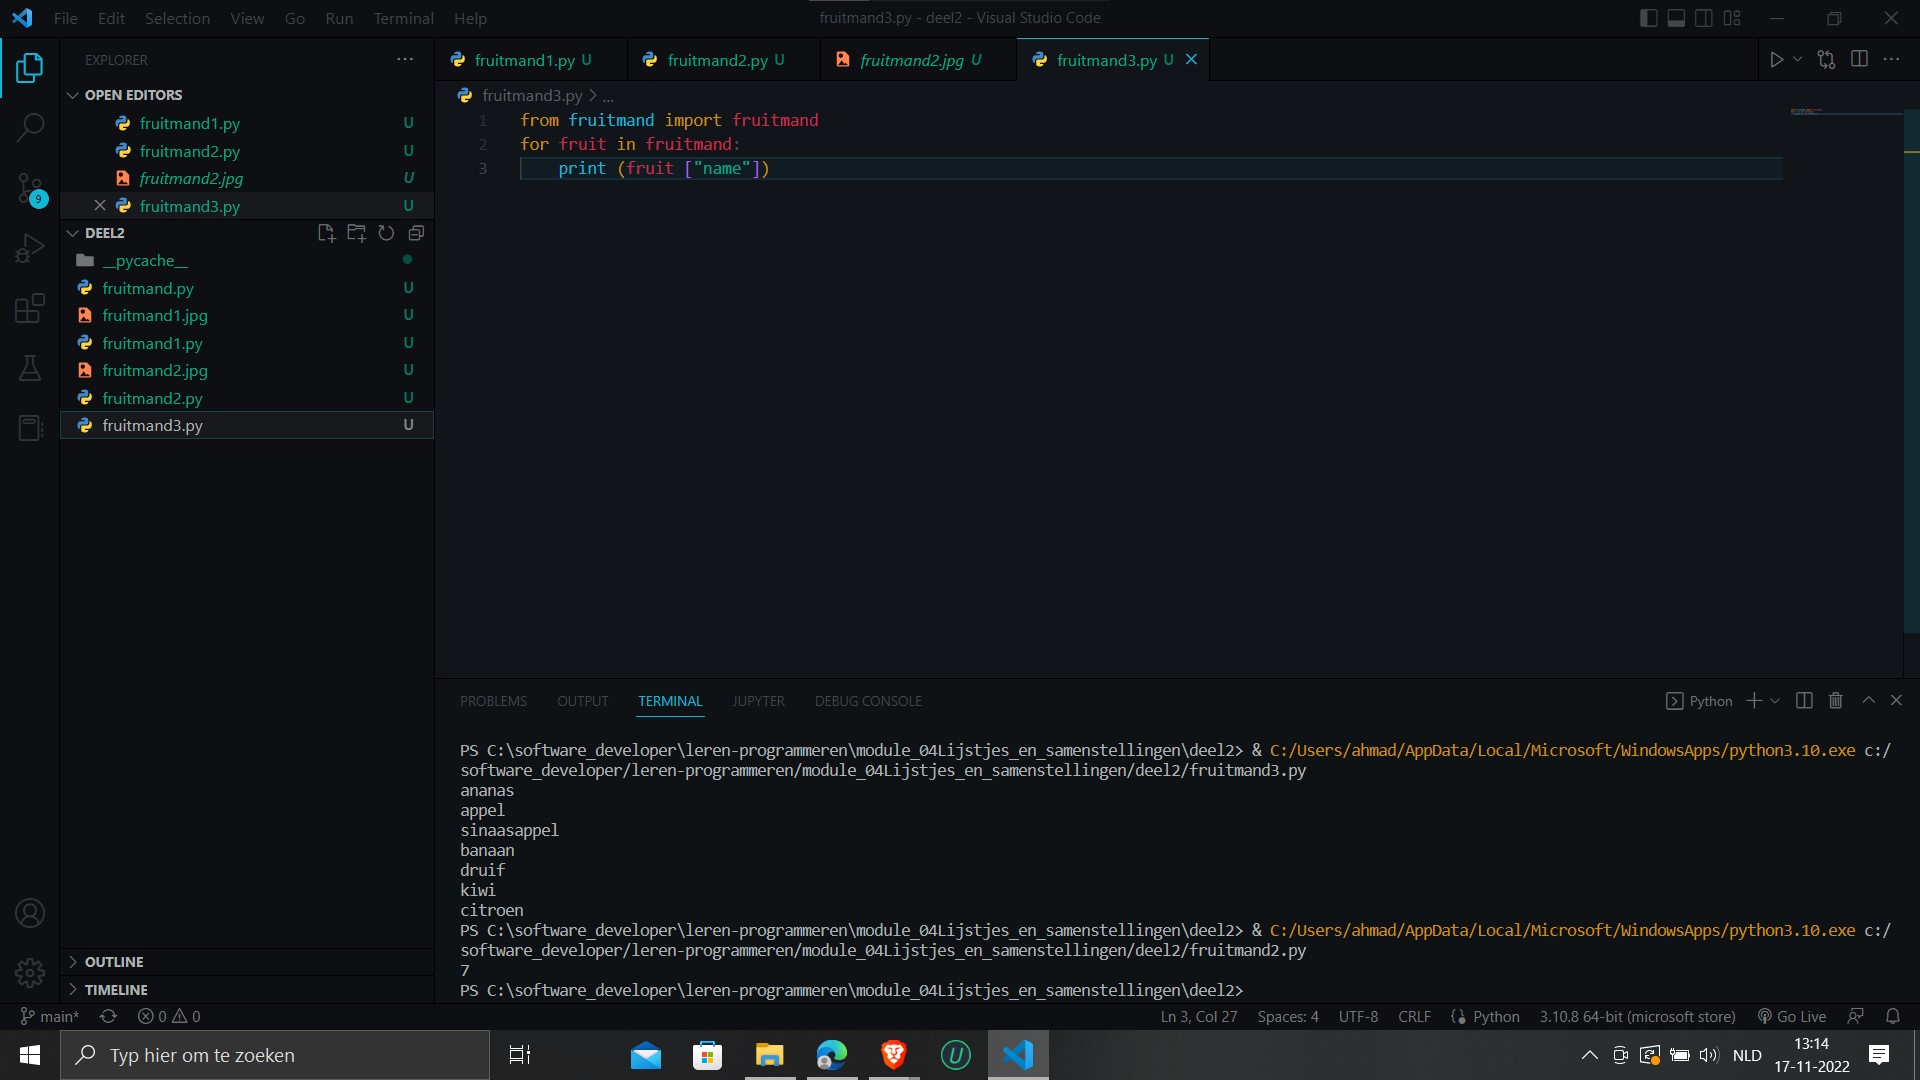 File Edit Selection View Go Run Terminal Help
fruitmand3.py - deel2 - Visual Studio Code
EXPLORER
OPEN EDITORS
fruitmand1.py U
fruitmand2.py U
fruitmand2.jpg U
fruitmand3.py U
DEEL2
__pycache__
fruitmand.py U
fruitmand1.jpg U
fruitmand1.py U
fruitmand2.jpg U
fruitmand2.py U
fruitmand3.py U
OUTLINE
TIMELINE
9
fruitmand1.py U fruitmand2.py U fruitmand2.jpg U fruitmand3.py U
fruitmand3.py > ...
1 from fruitmand import fruitmand
2 for fruit in fruitmand:
3 print (fruit ["name"])
PROBLEMS OUTPUT TERMINAL JUPYTER DEBUG CONSOLE
Python
PS C:\software_developer\leren-programmeren\module_04Lijstjes_en_samenstellingen\deel2> & C:/Users/ahmad/AppData/Local/Microsoft/WindowsApps/python3.10.exe c:/
software_developer/leren-programmeren/module_04Lijstjes_en_samenstellingen/deel2/fruitmand3.py
ananas
appel
sinaasappel
banaan
druif
kiwi
citroen
PS C:\software_developer\leren-programmeren\module_04Lijstjes_en_samenstellingen\deel2> & C:/Users/ahmad/AppData/Local/Microsoft/WindowsApps/python3.10.exe c:/
software_developer/leren-programmeren/module_04Lijstjes_en_samenstellingen/deel2/fruitmand2.py
7
PS C:\software_developer\leren-programmeren\module_04Lijstjes_en_samenstellingen\deel2>
main* 0 0 Ln 3, Col 27 Spaces: 4 UTF-8 CRLF Python 3.10.8 64-bit (microsoft store) Go Live
Typ hier om te zoeken
NLD
13:14
17-11-2022